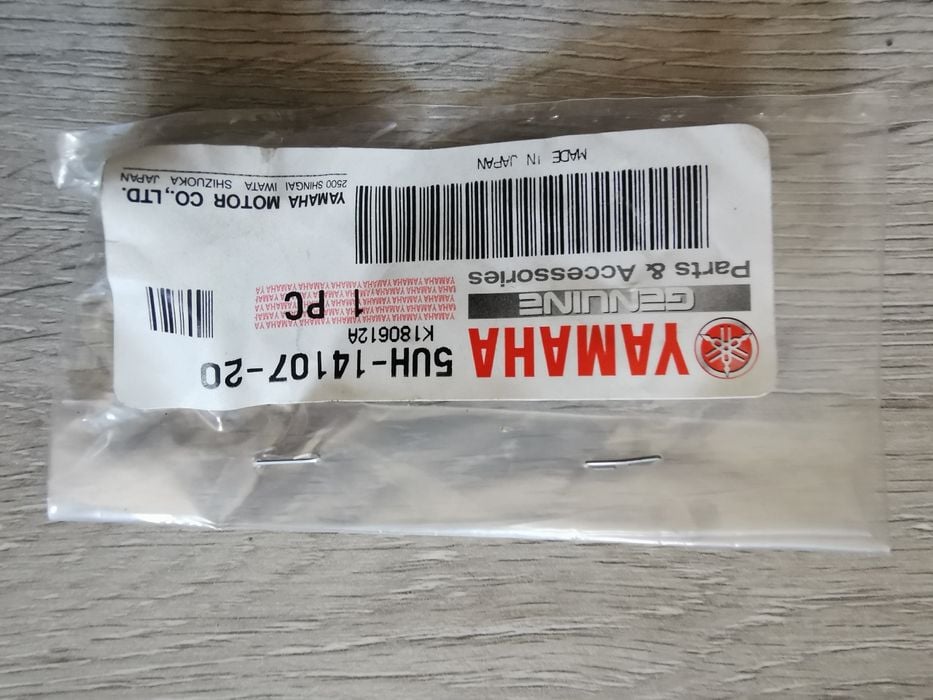 YAMAHA
GENUINE
Parts & Accessories
5UH-14107-20
K180612A
1 PC
YAMAHA MOTOR CO., LTD.
2500 SHINGAI IWATA SHIZUOKA JAPAN
MADE IN JAPAN